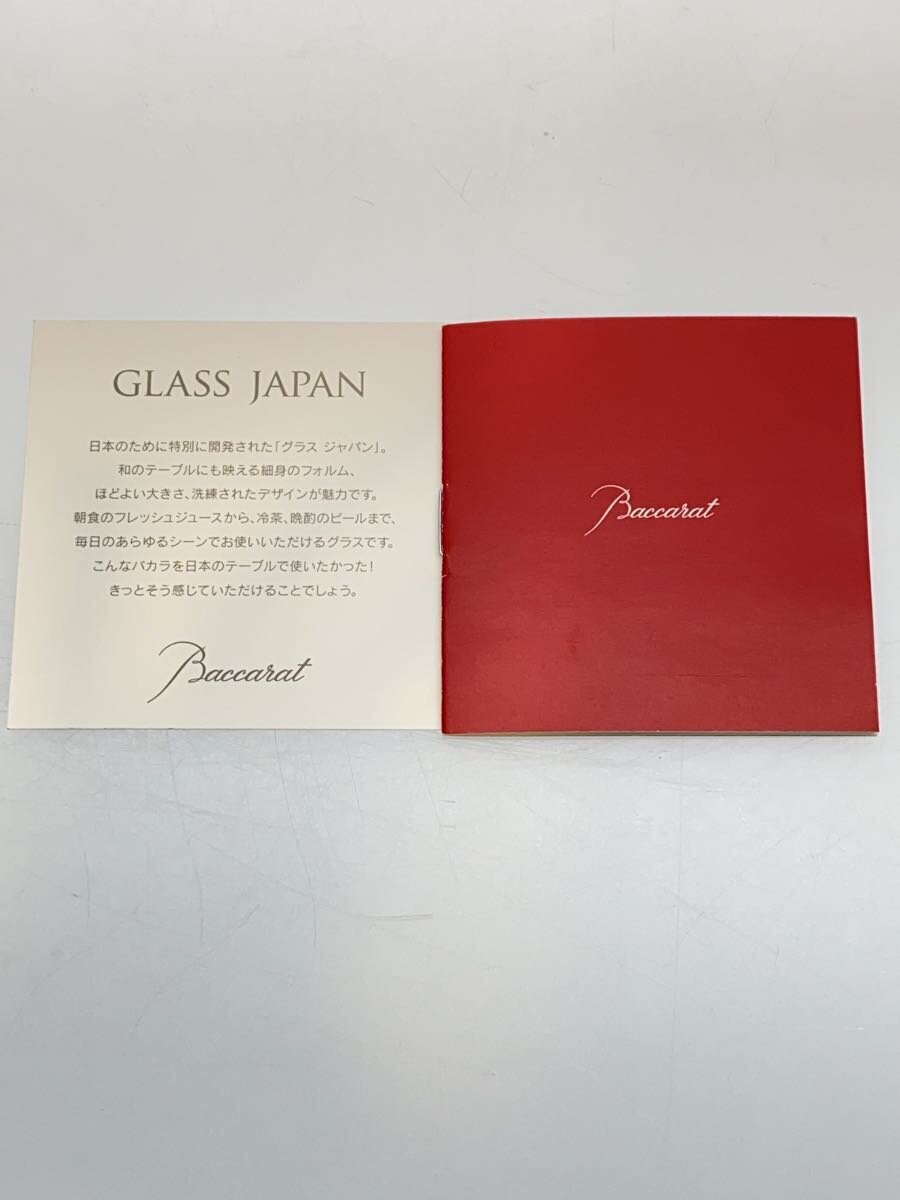 GLASS JAPAN
日本のために特別に開発された「グラス ジャパン」。
和のテーブルにも映える細身のフォルム、
ほどよい大きさ、洗練されたデザインが魅力です。
朝食のフレッシュジュースから、冷茶、晩酌のビールまで、
毎日のあらゆるシーンでお使いいただけるグラスです。
こんなバカラを日本のテーブルで使いたかった!
きっとそう感じていただけることでしょう。
Baccarat
Baccarat